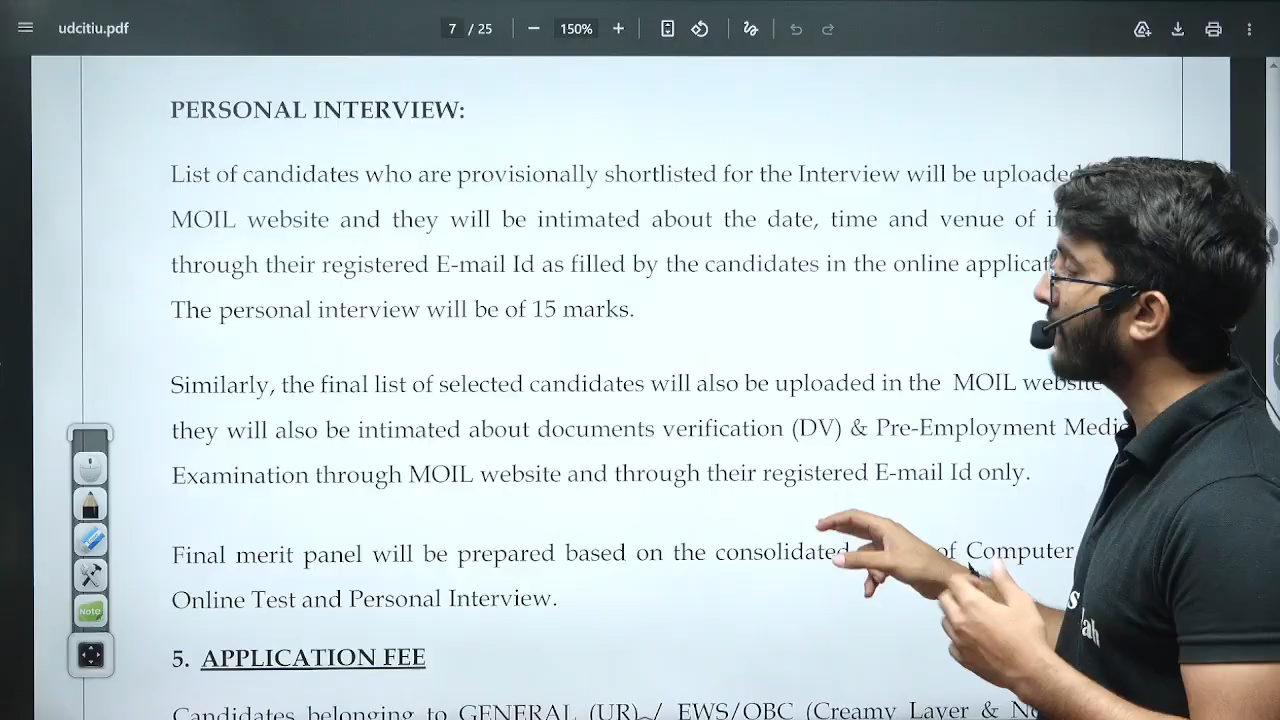 udcitiu.pdf
7 / 25
150%
PERSONAL INTERVIEW:
List of candidates who are provisionally shortlisted for the Interview will be uploaded
MOIL website and they will be intimated about the date, time and venue of
through their registered E-mail Id as filled by the candidates in the online
The personal interview will be of 15 marks.
Similarly, the final list of selected candidates will also be uploaded in the MOIL website
they will also be intimated about documents verification (DV) & Pre-Employment
Examination through MOIL website and through their registered E-mail Id only.
Final merit panel will be prepared based on the consolidated of Computer
Online Test and Personal Interview.
5. APPLICATION FEE
Candidates belonging to GENERAL (UR) / EWS/OBC (Creamy Layer &
Note